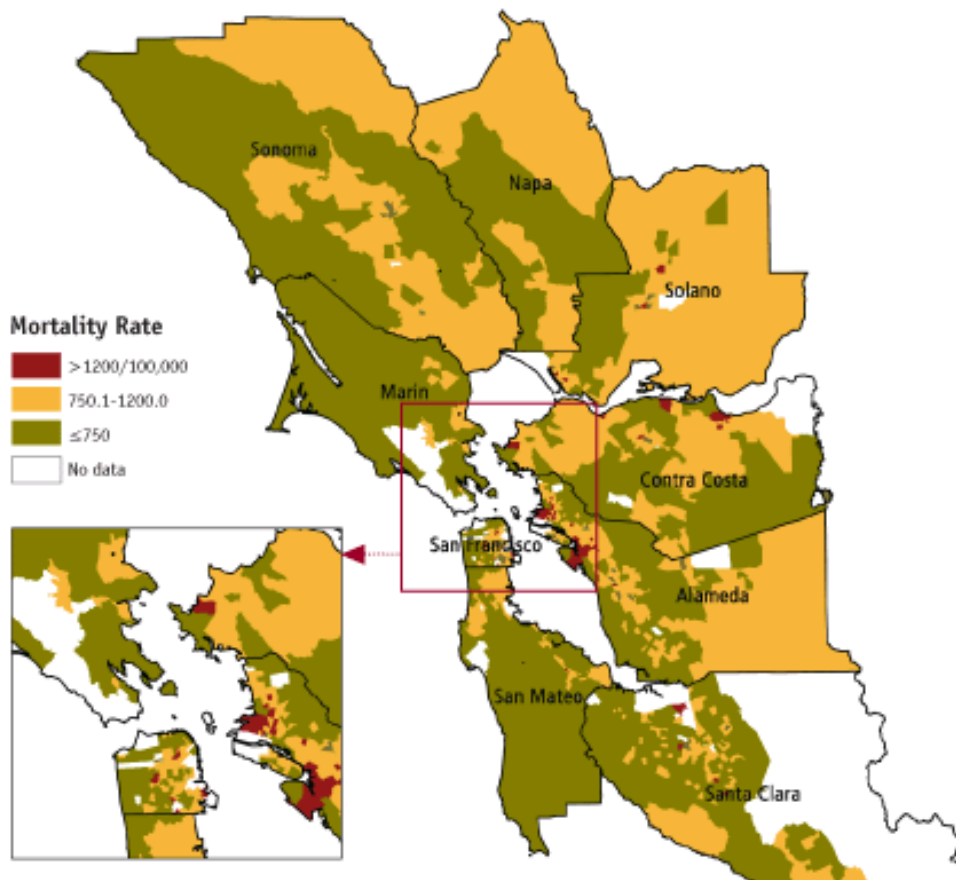 Sonoma
Napa
Solano
Mortality Rate
>1200/100,000
750.1-1200.0
≤750
No data
Marin
Contra Costa
San Francisco
Alameda
San Mateo
Santa Clara